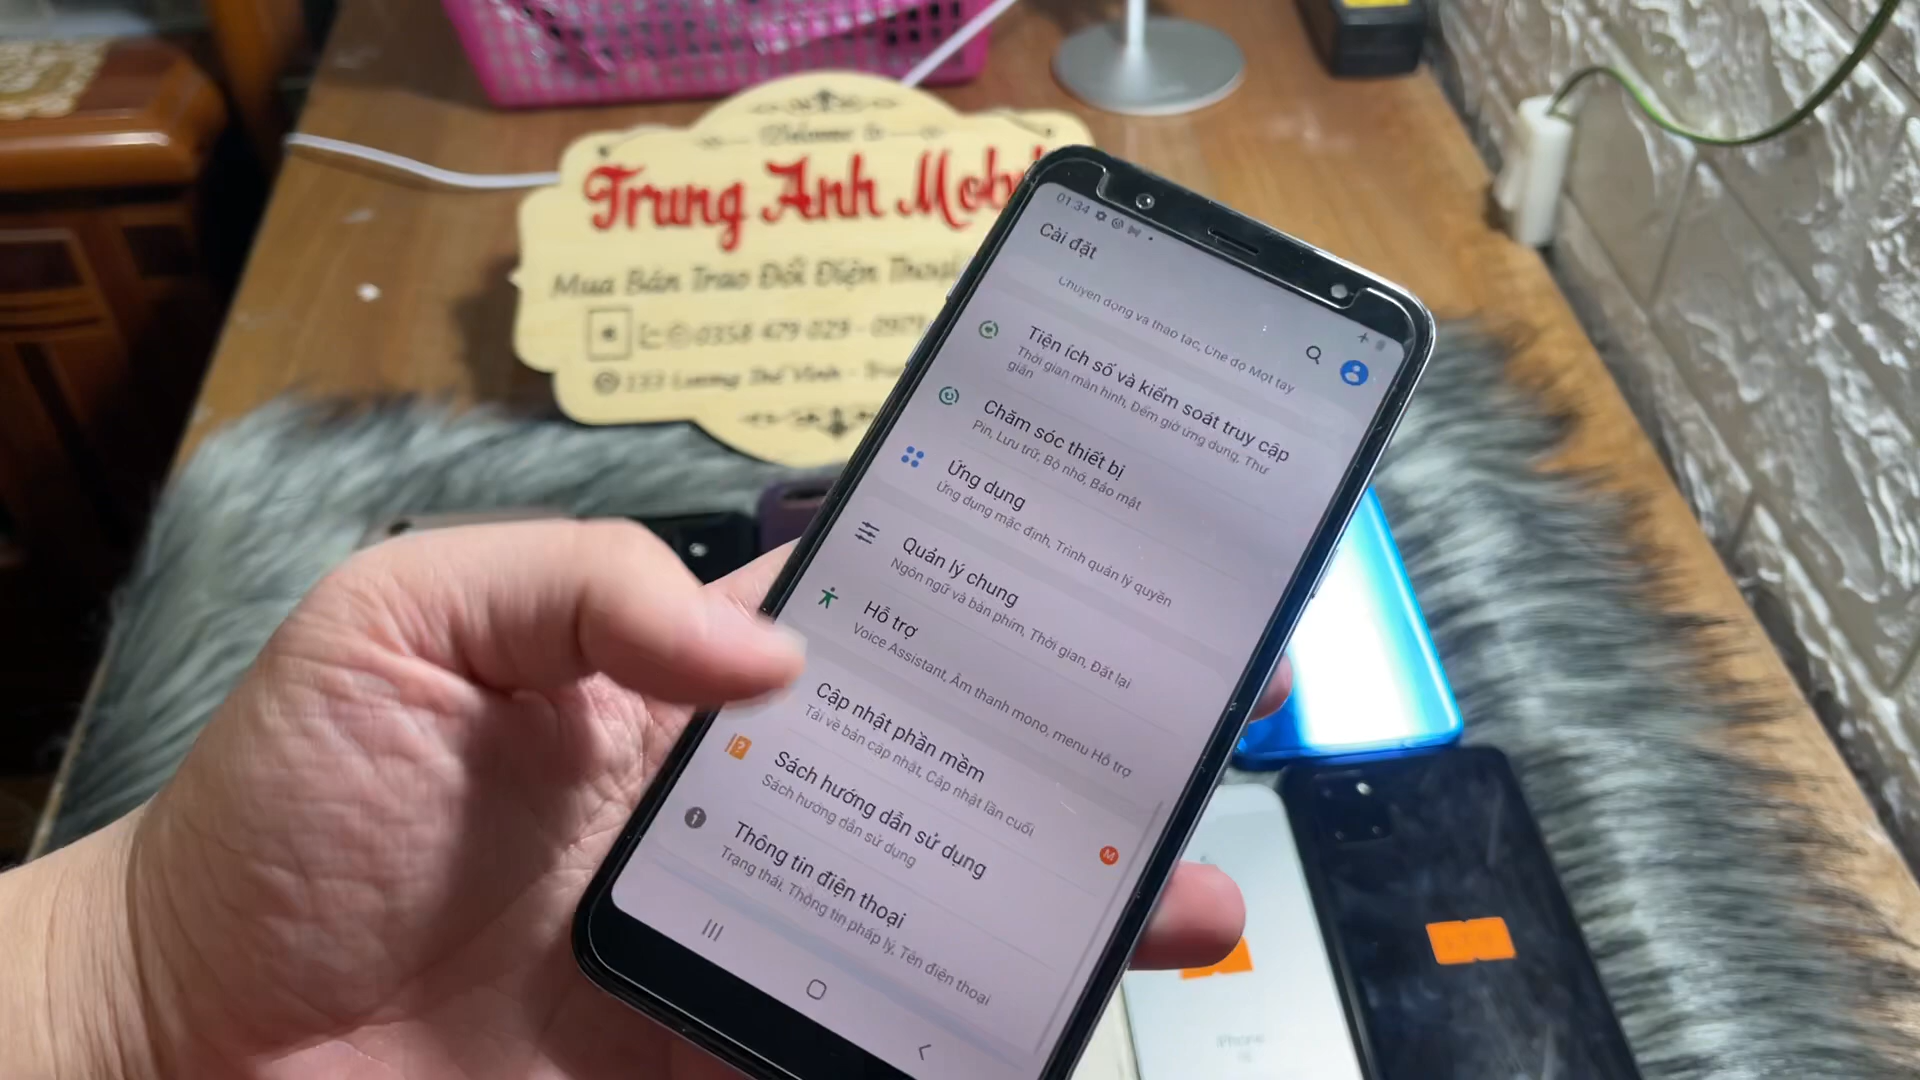 Welcome to
Trung Anh Mob
Mua Bán Trao Đổi Điện Thoại
0358 479 029 - 097
133 Lương Thế Vinh -
01:34
Cài đặt
Chuyển động và thao tác, Chế độ Một tay
Tiện ích số và kiểm soát truy cập
Thời gian màn hình, Đếm giờ ứng dụng, Thư
giãn
Chăm sóc thiết bị
Pin, Lưu trữ, Bộ nhớ, Bảo mật
Ứng dụng
Ứng dụng mặc định, Trình quản lý quyền
Quản lý chung
Ngôn ngữ và bàn phím, Thời gian, Đặt lại
Hỗ trợ
Voice Assistant, Âm thanh mono, menu Hỗ trợ
Cập nhật phần mềm
Tải về bản cập nhật, Cập nhật lần cuối
M
Sách hướng dẫn sử dụng
Sách hướng dẫn sử dụng
Thông tin điện thoại
Trạng thái, Thông tin pháp lý, Tên điện thoại
iPhone